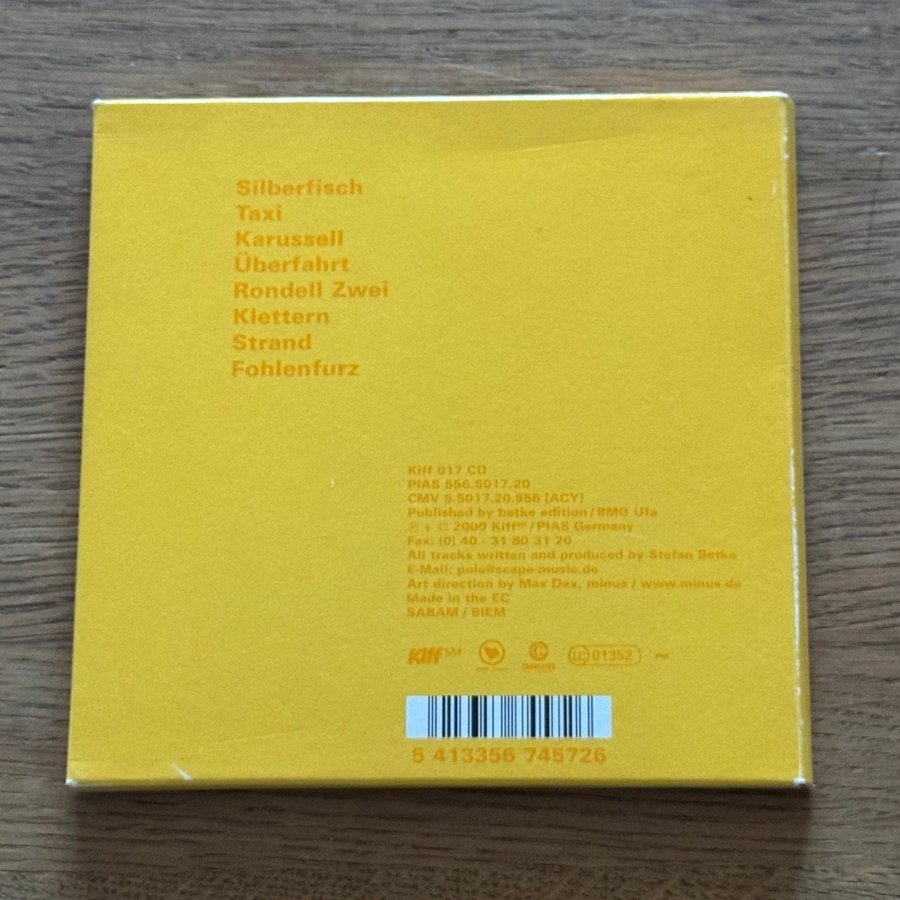 Silberfisch
Taxi
Karussell
Überfahrt
Rondell Zwei
Klettern
Strand
Fohlenfurz
Kiff 017 CD
PIAS 556.5017.20
CMV 5.5017.20.556 [ACY]
Published by betke edition / BMG Ufa
℗ + © 2000 Kiffˢᵐ / PIAS Germany
Fax: (0) 40 - 31 80 31 20
All tracks written and produced by Stefan Betke
E-Mail: pole@scape-music.de
Art direction by Max Dax, minus / www.minus.de
Made in the EC
SABAM / BIEM
Kiff SM
LC 01352
5 413356 745726